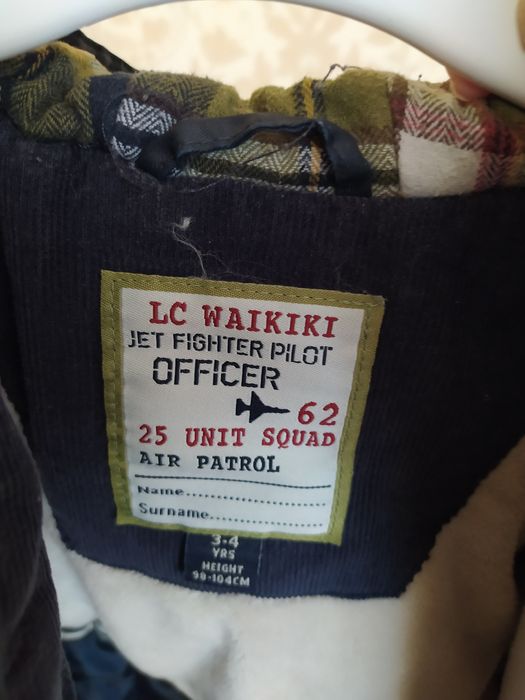 LC WAIKIKI
JET FIGHTER PILOT
OFFICER
62
25 UNIT SQUAD
AIR PATROL
Name....................
Surname................
3-4
YRS
HEIGHT
98-104CM